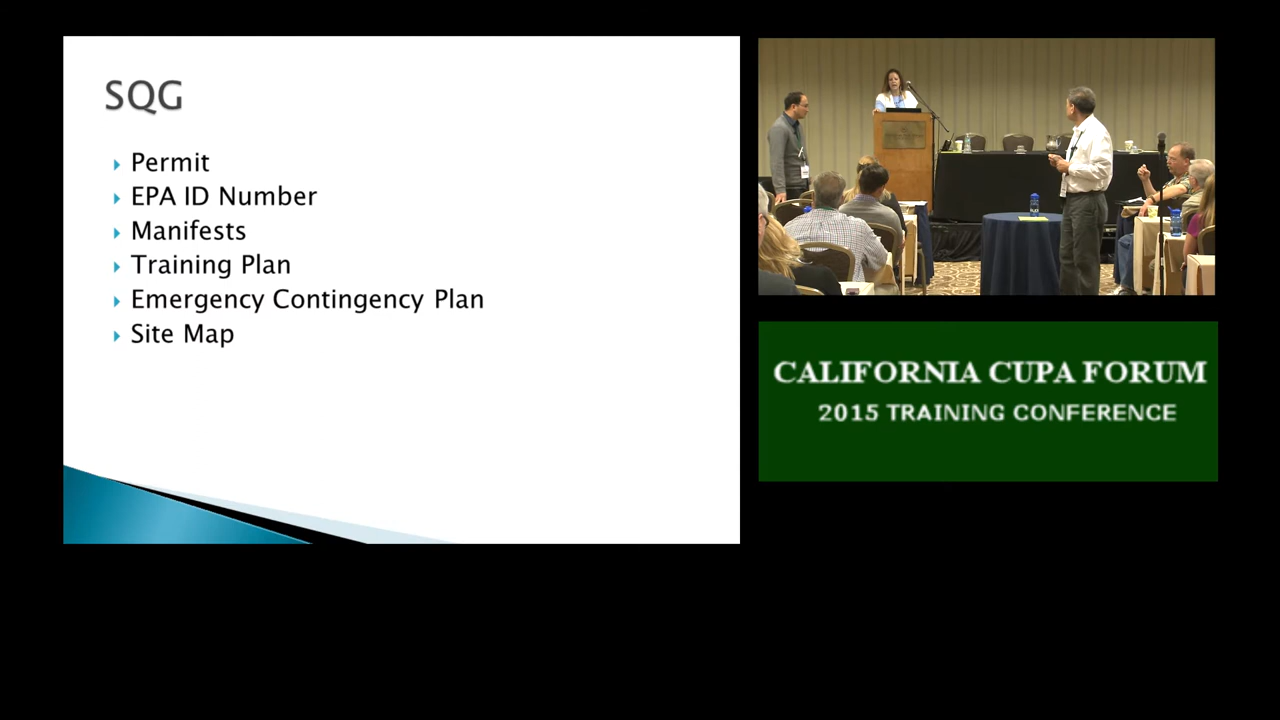 SQG
Permit
EPA ID Number
Manifests
Training Plan
Emergency Contingency Plan
Site Map
CALIFORNIA CUPA FORUM
2015 TRAINING CONFERENCE